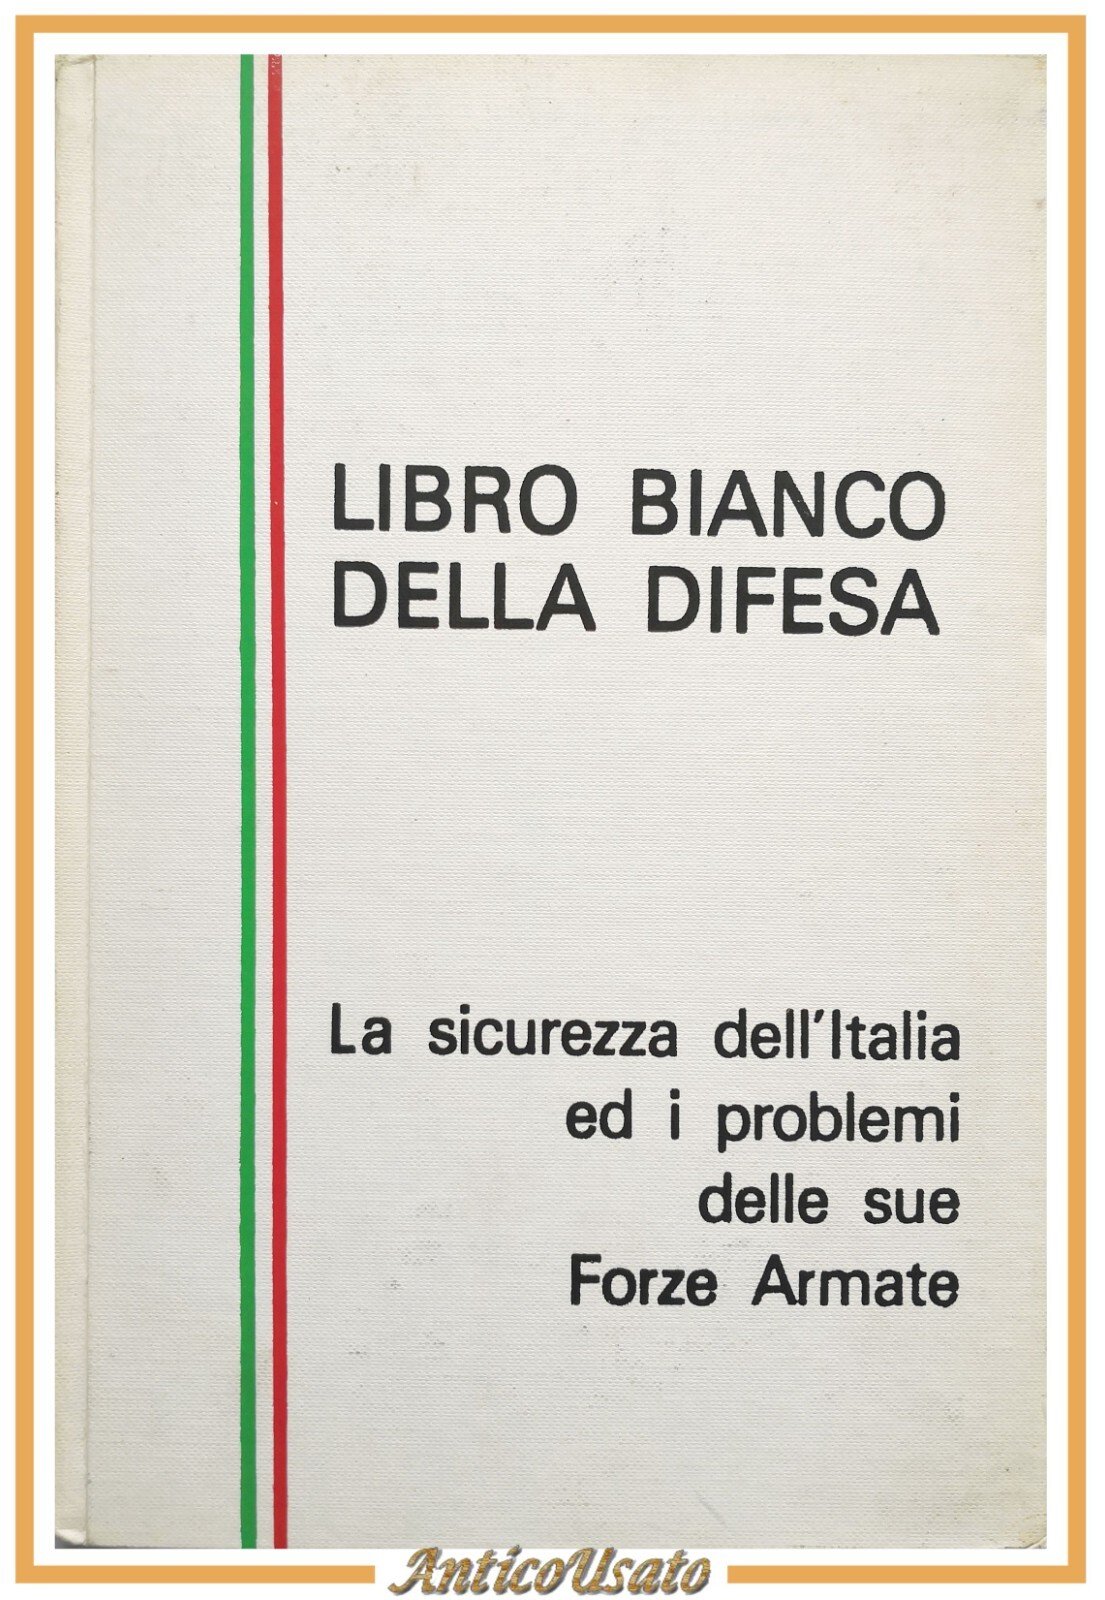 LIBRO BIANCO
DELLA DIFESA
La sicurezza dell'Italia
ed i problemi
delle sue
Forze Armate
AnticoUsato